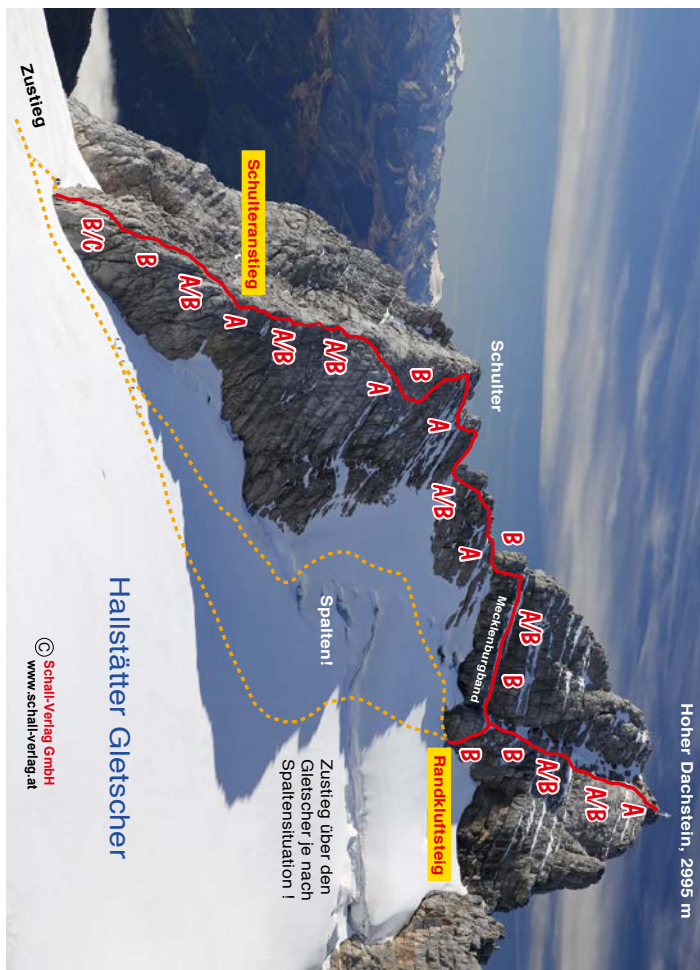 Hoher Dachstein, 2995 m
A
A/B
A/B
A/B
B
B
B
Schulter
Mecklenburgband
A
B
A/B
A
Randkluftsteig
B
A
A/B
Spalten!
Zustieg über den
Gletscher je nach
Spaltensituation !
A/B
Schulteranstieg
A
A/B
B
Hallstätter Gletscher
B/C
© Schall-Verlag GmbH
www.schall-verlag.at
Zustieg